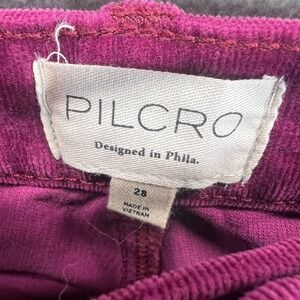 PILCRO
Designed in Phila.
28
MADE IN
VIETNAM